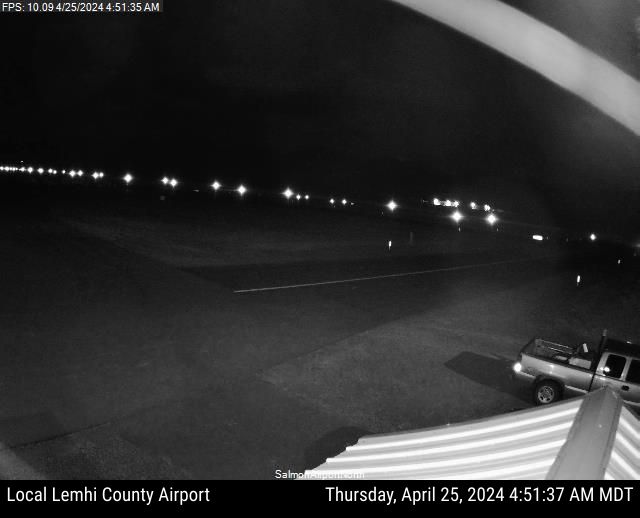 FPS: 10.09 4/25/2024 4:51:35 AM
SalmonAirportNorth
Local Lemhi County Airport
Thursday, April 25, 2024 4:51:37 AM MDT